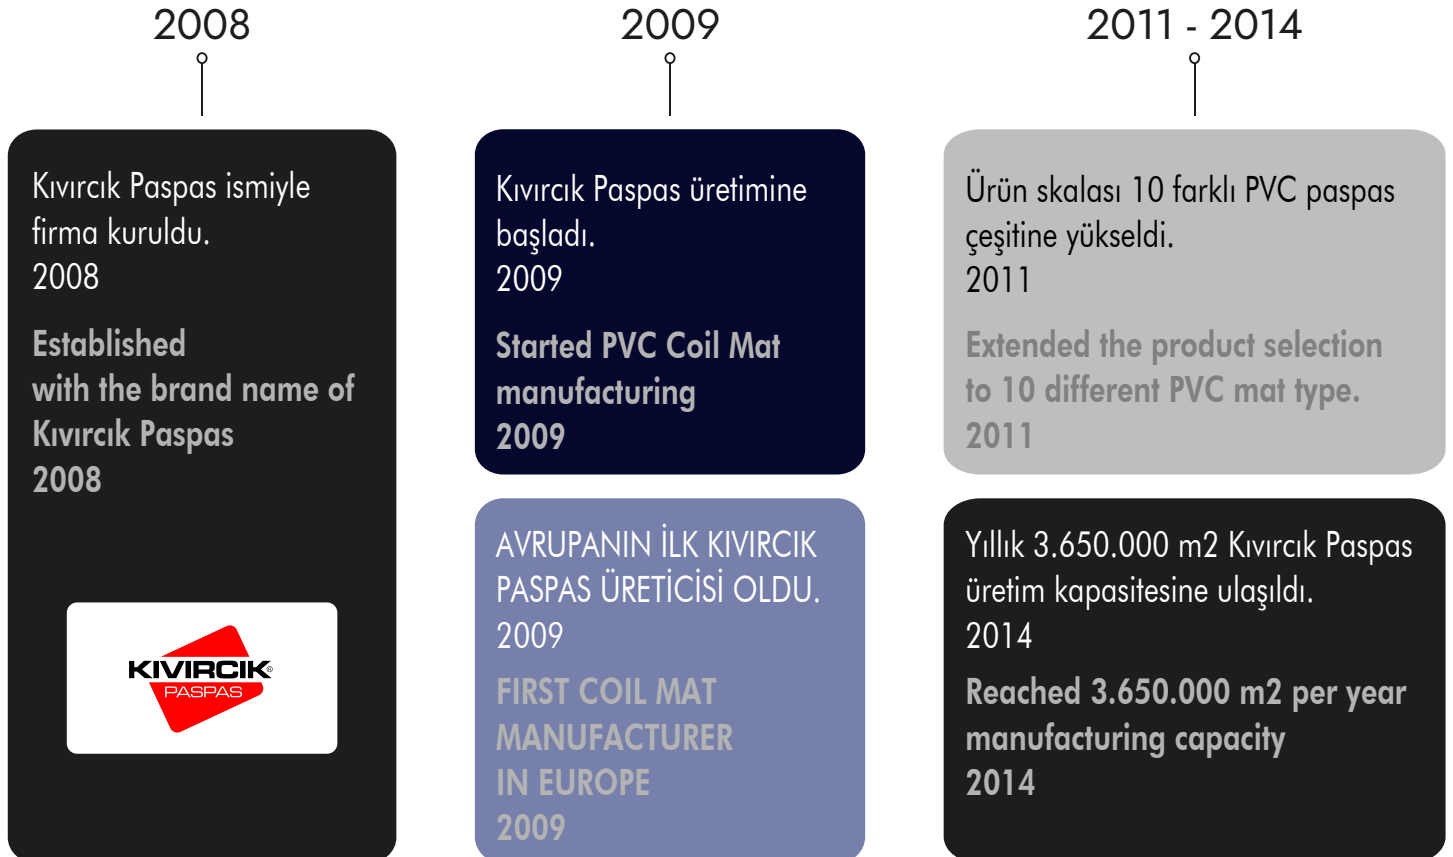 2008
Kıvırcık Paspas ismiyle
firma kuruldu.
2008
Established
with the brand name of
Kıvırcık Paspas
2008
KIVIRCIK®
PASPAS
2009
Kıvırcık Paspas üretimine
başladı.
2009
Started PVC Coil Mat
manufacturing
2009
AVRUPANIN İLK KIVIRCIK
PASPAS ÜRETİCİSİ OLDU.
2009
FIRST COIL MAT
MANUFACTURER
IN EUROPE
2009
2011 - 2014
Ürün skalası 10 farklı PVC paspas
çeşitine yükseldi.
2011
Extended the product selection
to 10 different PVC mat type.
2011
Yıllık 3.650.000 m2 Kıvırcık Paspas
üretim kapasitesine ulaşıldı.
2014
Reached 3.650.000 m2 per year
manufacturing capacity
2014